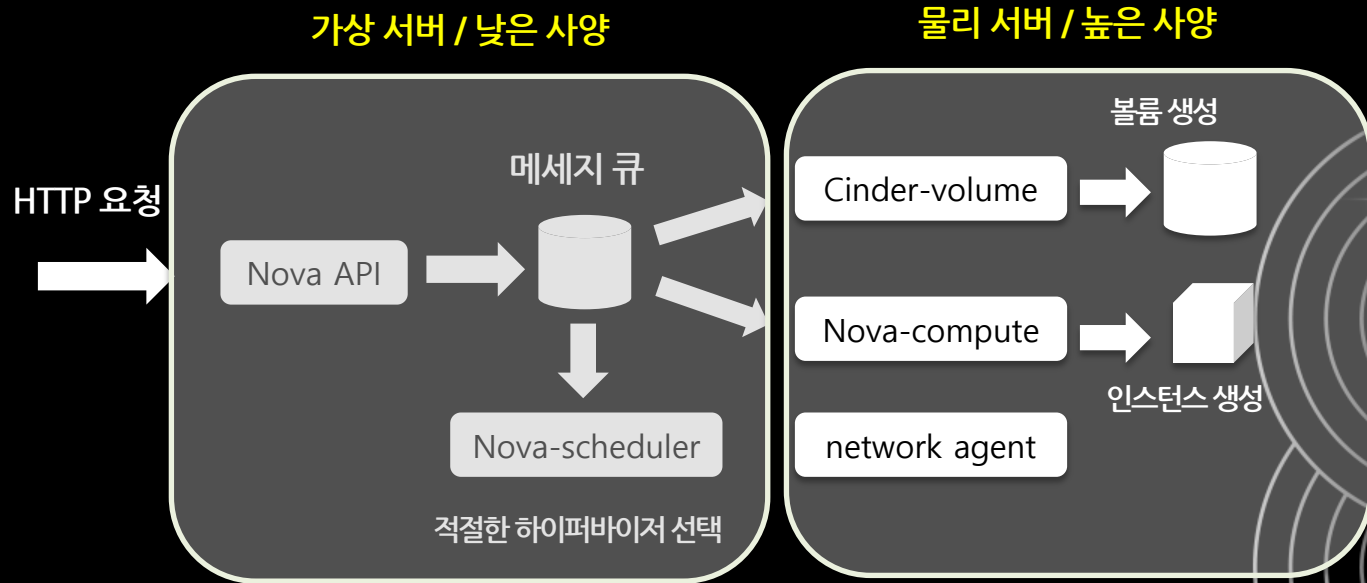 가상 서버 / 낮은 사양
물리 서버 / 높은 사양
HTTP 요청
메세지 큐
Nova API
Nova-scheduler
적절한 하이퍼바이저 선택
볼륨 생성
Cinder-volume
Nova-compute
인스턴스 생성
network agent